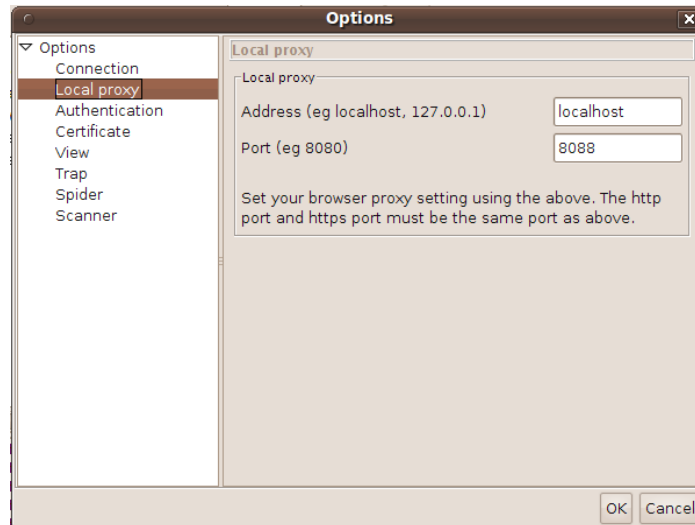 Options
Options
Connection
Local proxy
Authentication
Certificate
View
Trap
Spider
Scanner
Local proxy
Local proxy
Address (eg localhost, 127.0.0.1)
localhost
Port (eg 8080)
8088
Set your browser proxy setting using the above. The http
port and https port must be the same port as above.
OK
Cancel